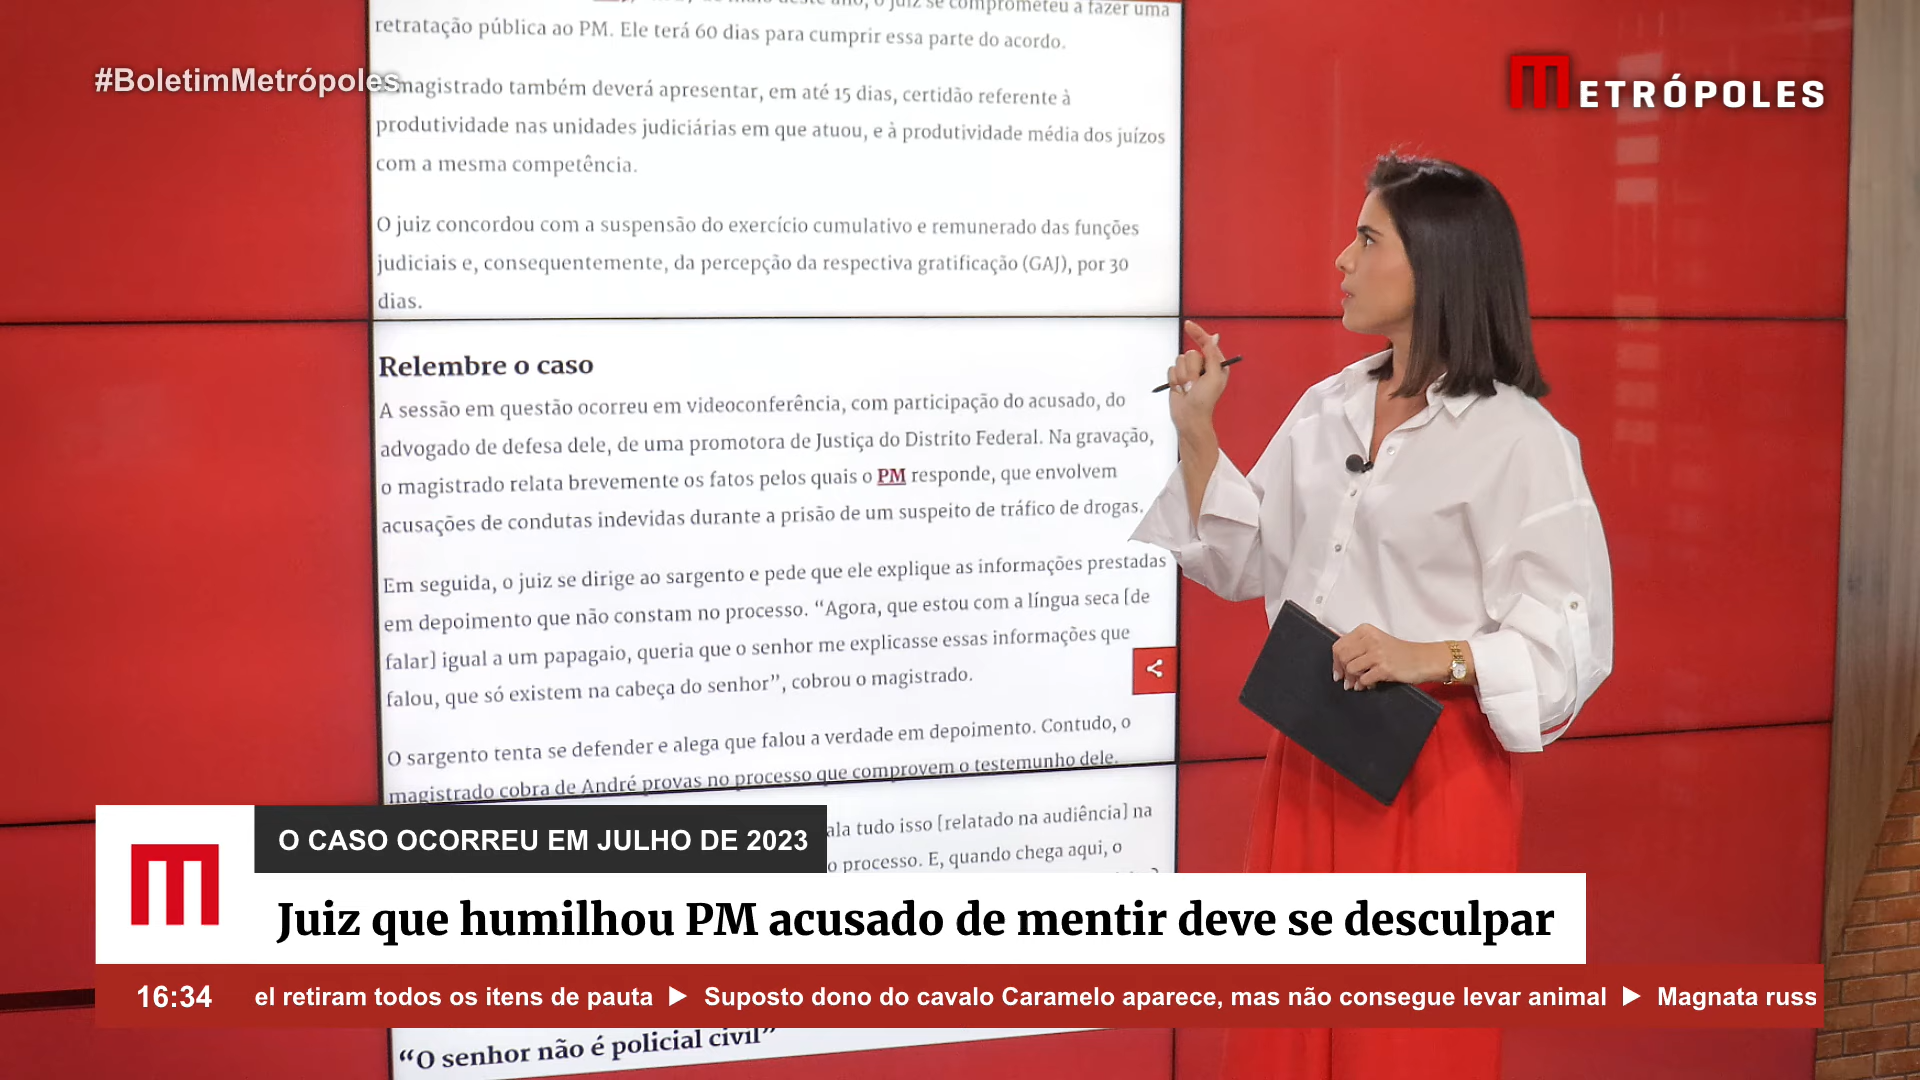 #BoletimMetrópoles
METRÓPOLES
o juiz se comprometeu a fazer uma
retratação pública ao PM. Ele terá 60 dias para cumprir essa parte do acordo.
magistrado também deverá apresentar, em até 15 dias, certidão referente à
produtividade nas unidades judiciárias em que atuou, e à produtividade média dos juízos
com a mesma competência.
O juiz concordou com a suspensão do exercício cumulativo e remunerado das funções
judiciais e, consequentemente, da percepção da respectiva gratificação (GAJ), por 30
dias.
Relembre o caso
A sessão em questão ocorreu em videoconferência, com participação do acusado, do
advogado de defesa dele, de uma promotora de Justiça do Distrito Federal. Na gravação,
o magistrado relata brevemente os fatos pelos quais o PM responde, que envolvem
acusações de condutas indevidas durante a prisão de um suspeito de tráfico de drogas.
Em seguida, o juiz se dirige ao sargento e pede que ele explique as informações prestadas
em depoimento que não constam no processo. “Agora, que estou com a língua seca [de
falar] igual a um papagaio, queria que o senhor me explicasse essas informações que
falou, que só existem na cabeça do senhor”, cobrou o magistrado.
O sargento tenta se defender e alega que falou a verdade em depoimento. Contudo, o
magistrado cobra de André provas no processo que comprovem o testemunho dele.
ala tudo isso [relatado na audiência] na
o processo. E, quando chega aqui, o
O CASO OCORREU EM JULHO DE 2023
Juiz que humilhou PM acusado de mentir deve se desculpar
16:34 el retiram todos os itens de pauta ▶ Suposto dono do cavalo Caramelo aparece, mas não consegue levar animal ▶ Magnata russ
“O senhor não é policial civil”